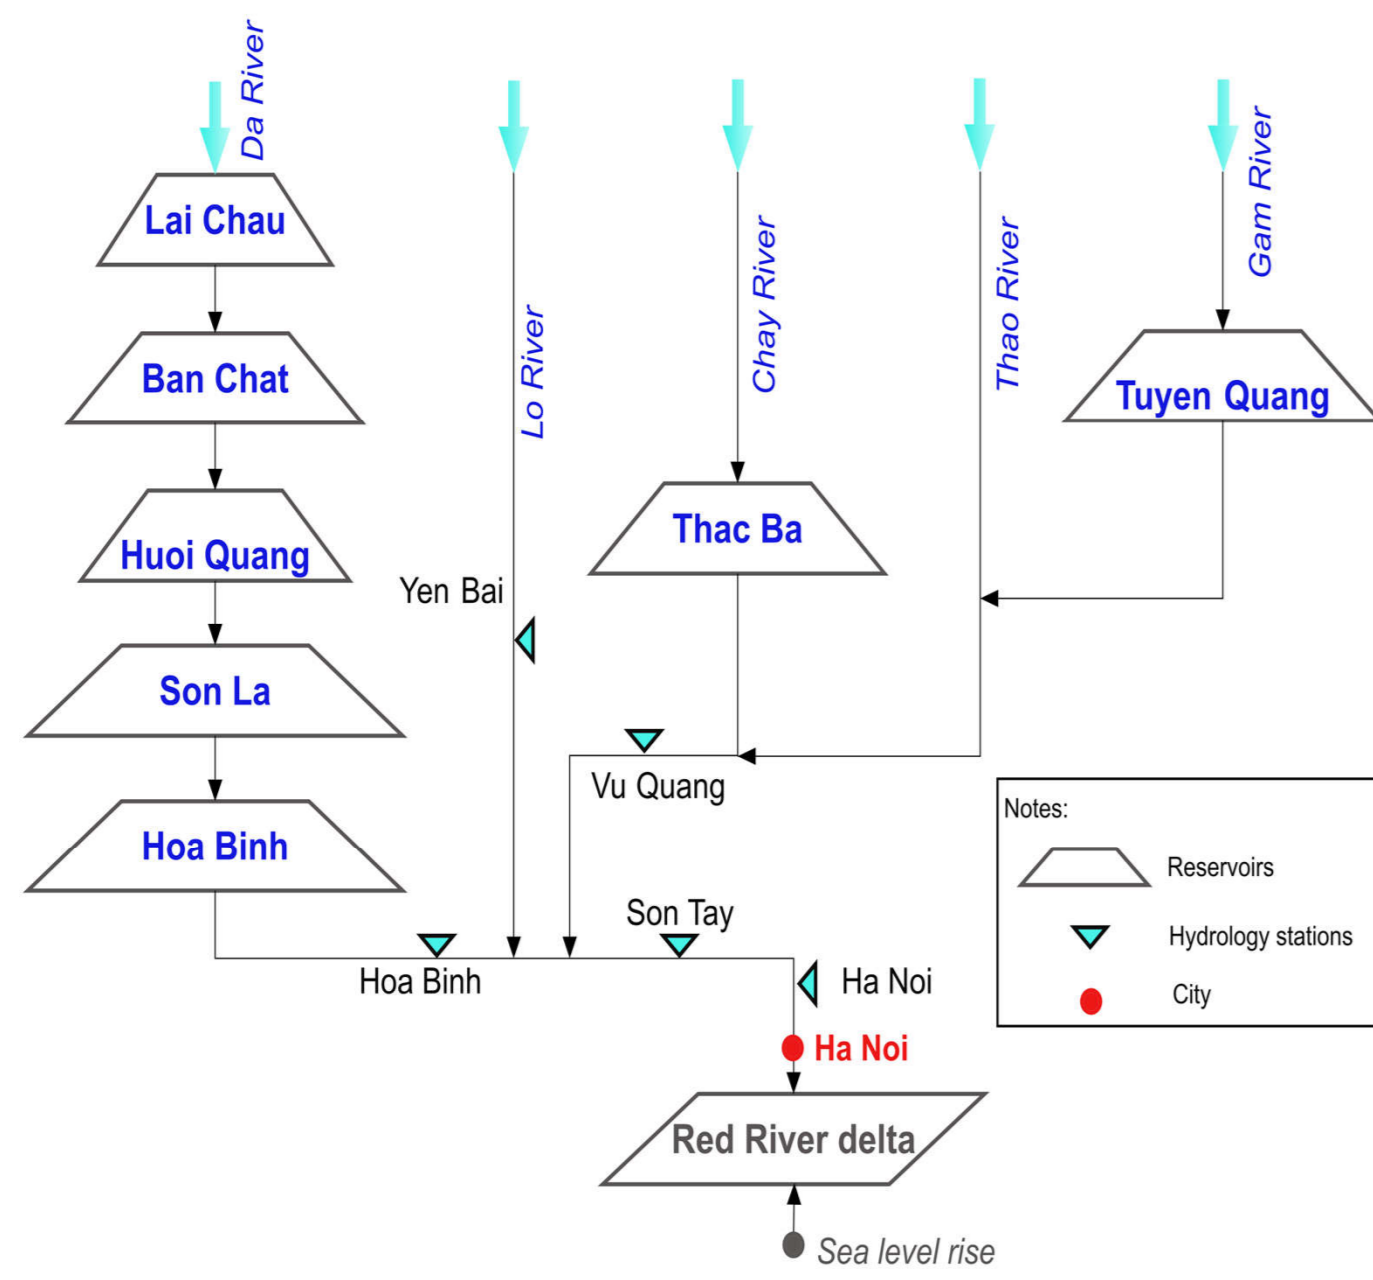 Da River
Lo River
Chay River
Thao River
Gam River
Lai Chau
Ban Chat
Tuyen Quang
Huoi Quang
Thac Ba
Yen Bai
Son La
Vu Quang
Hoa Binh
Son Tay
Hoa Binh
Ha Noi
Ha Noi
Red River delta
Sea level rise
Notes:
Reservoirs
Hydrology stations
City